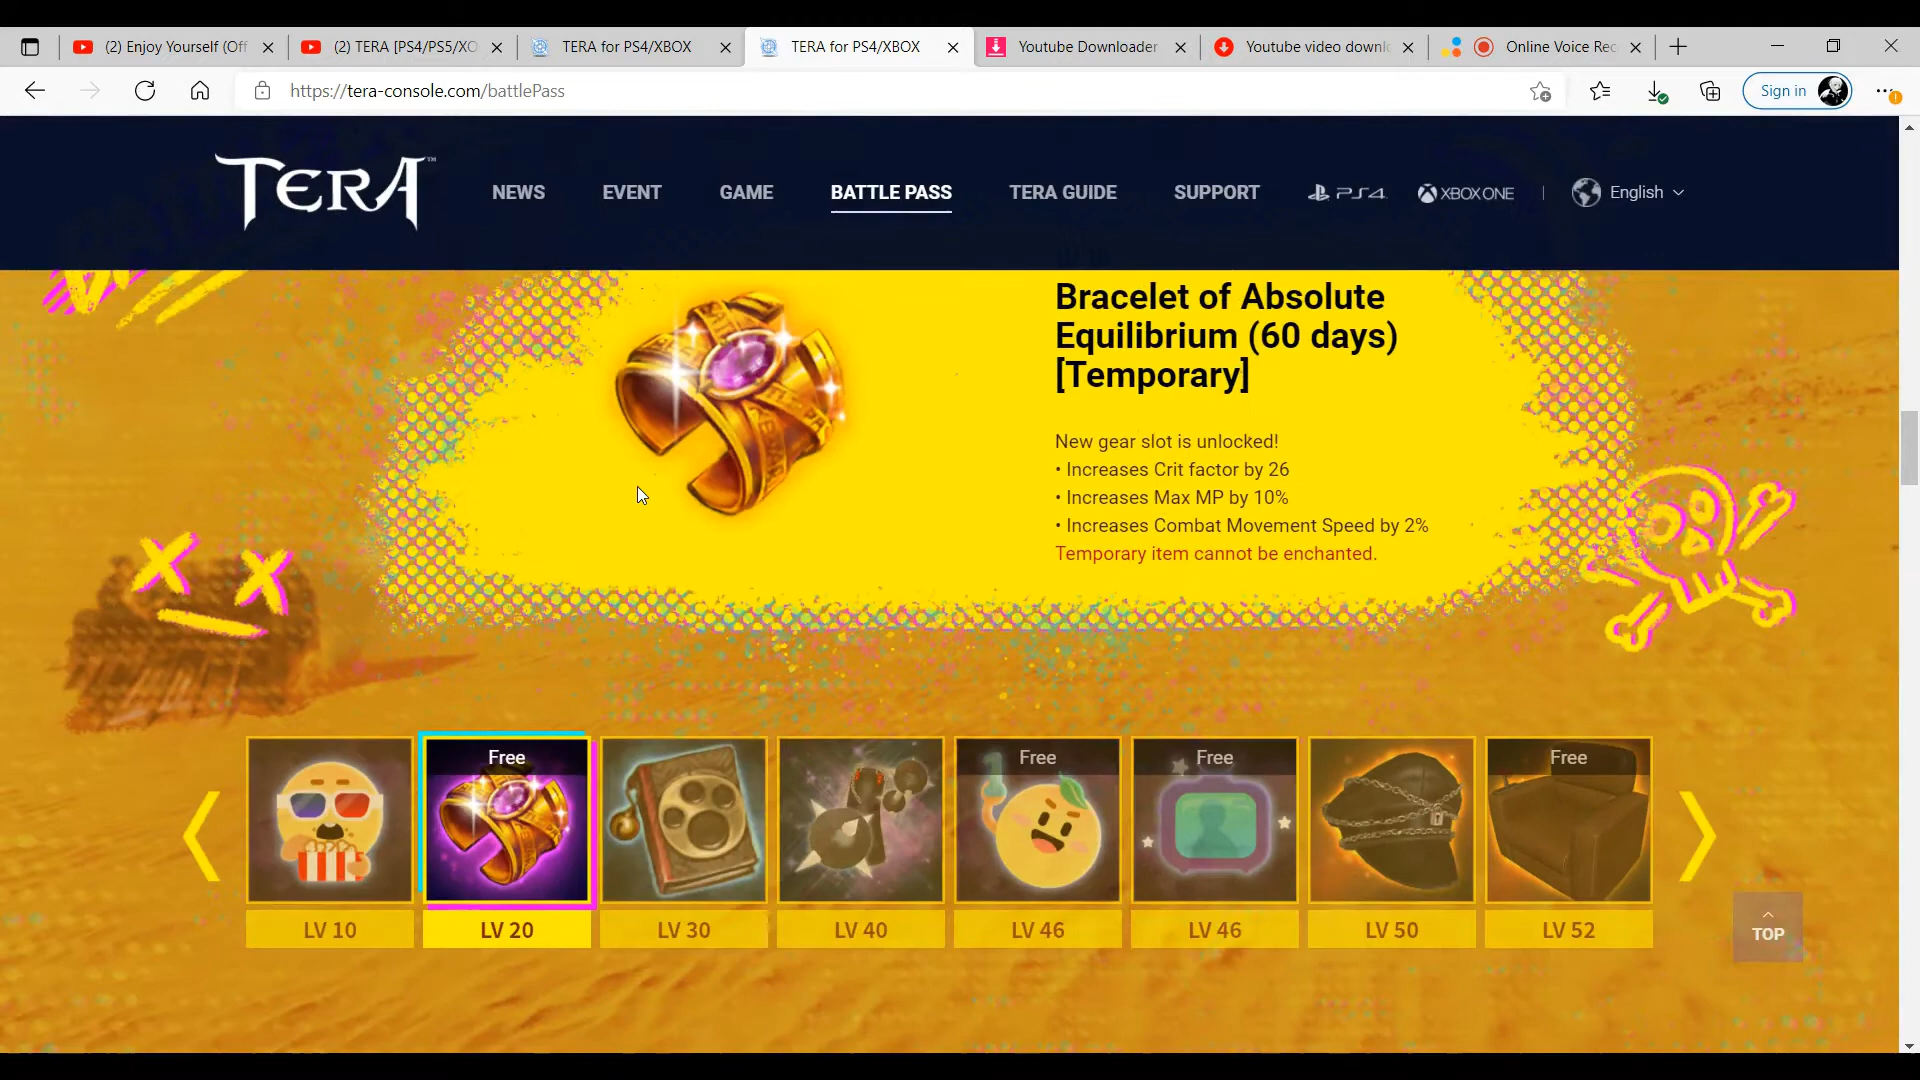 (2) Enjoy Yourself (Off
(2) TERA [PS4/PS5/XO
TERA for PS4/XBOX
TERA for PS4/XBOX
Youtube Downloader
Youtube video downl
Online Voice Rec
https://tera-console.com/battlePass
Sign in
TERA™
NEWS
EVENT
GAME
BATTLE PASS
TERA GUIDE
SUPPORT
PS4
XBOX ONE
English
Bracelet of Absolute
Equilibrium (60 days)
[Temporary]
New gear slot is unlocked!
• Increases Crit factor by 26
• Increases Max MP by 10%
• Increases Combat Movement Speed by 2%
Temporary item cannot be enchanted.
Free
Free
Free
Free
LV 10
LV 20
LV 30
LV 40
LV 46
LV 46
LV 50
LV 52
TOP